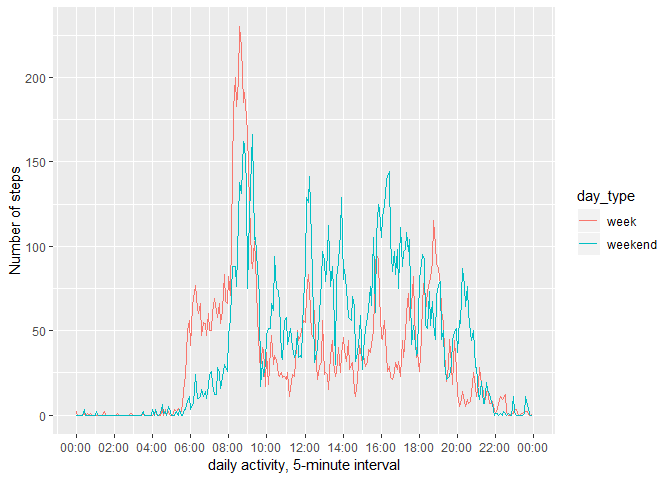 200
150
100
50
0
Number of steps
00:00 02:00 04:00 06:00 08:00 10:00 12:00 14:00 16:00 18:00 20:00 22:00 00:00
daily activity, 5-minute interval
day_type
week
weekend